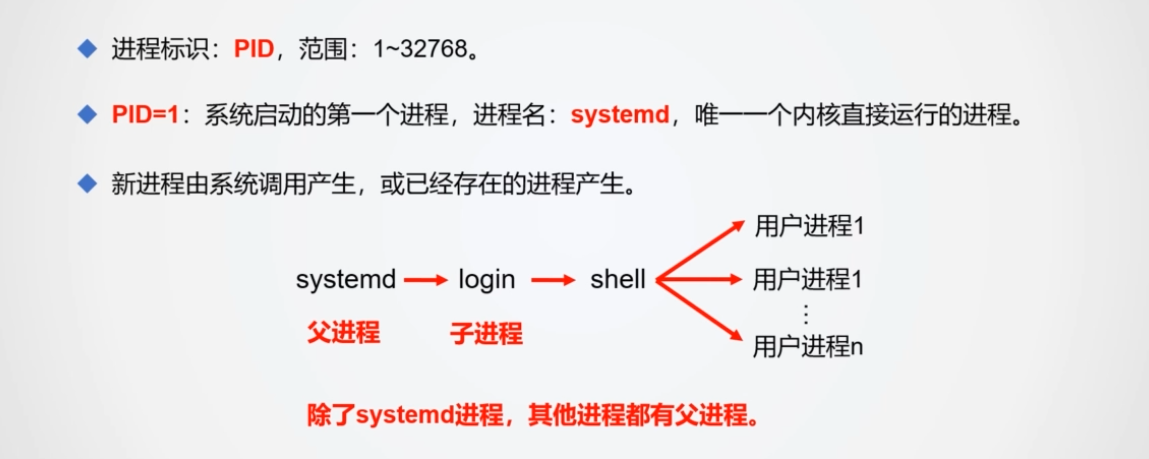 进程标识：PID，范围：1~32768。
PID=1：系统启动的第一个进程，进程名：systemd，唯一一个内核直接运行的进程。
新进程由系统调用产生，或已经存在的进程产生。
用户进程1
systemd login shell 用户进程1
⋮
父进程 子进程
用户进程n
除了systemd进程，其他进程都有父进程。